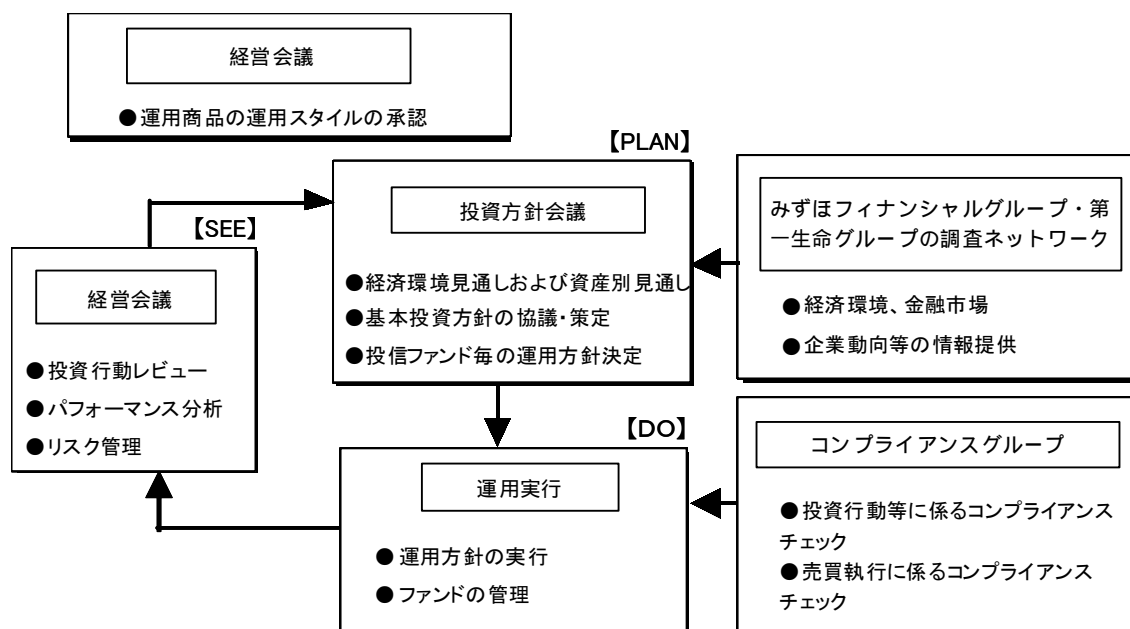 経営会議
●運用商品の運用スタイルの承認
【PLAN】
投資方針会議
●経済環境見通しおよび資産別見通し
●基本投資方針の協議・策定
●投信ファンド毎の運用方針決定
みずほフィナンシャルグループ・第
一生命グループの調査ネットワーク
●経済環境、金融市場
●企業動向等の情報提供
【SEE】
経営会議
●投資行動レビュー
●パフォーマンス分析
●リスク管理
【DO】
運用実行
●運用方針の実行
●ファンドの管理
コンプライアンスグループ
●投資行動等に係るコンプライアンス
チェック
●売買執行に係るコンプライアンス
チェック